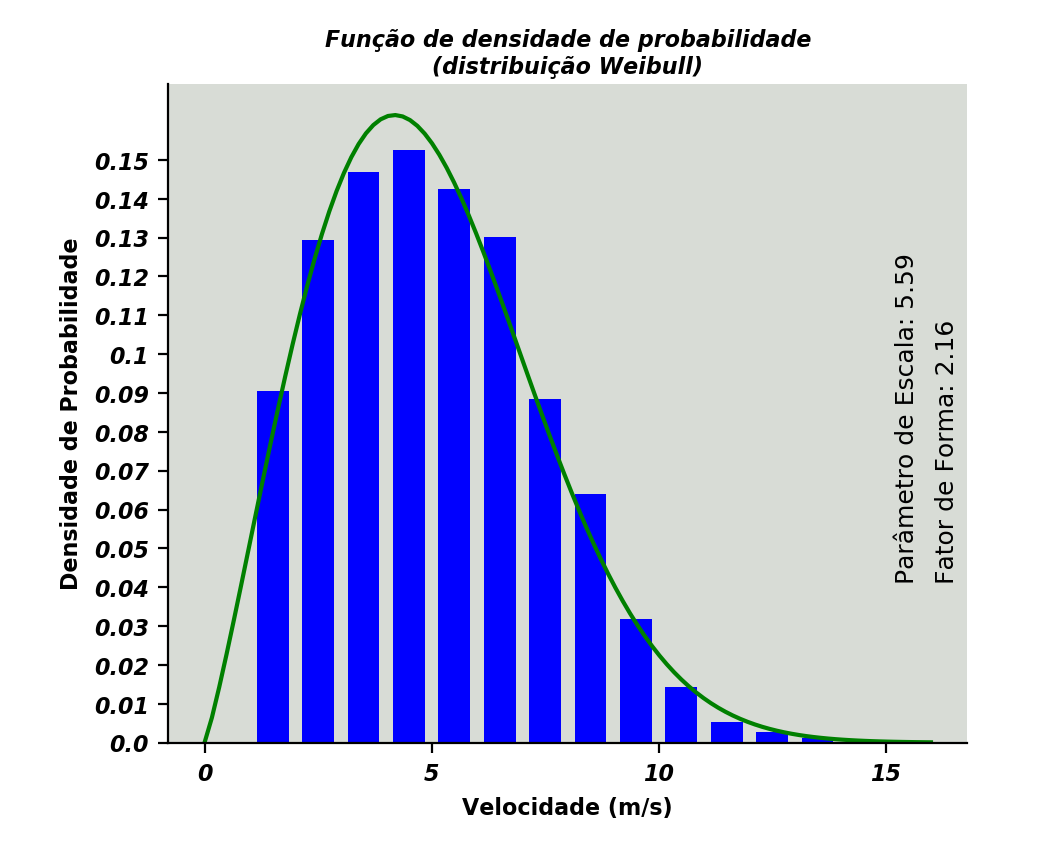 Função de densidade de probabilidade
(distribuição Weibull)
Densidade de Probabilidade
0.15
0.14
0.13
0.12
0.11
0.1
0.09
0.08
0.07
0.06
0.05
0.04
0.03
0.02
0.01
0.0
Parâmetro de Escala: 5.59
Fator de Forma: 2.16
0 5 10 15
Velocidade (m/s)